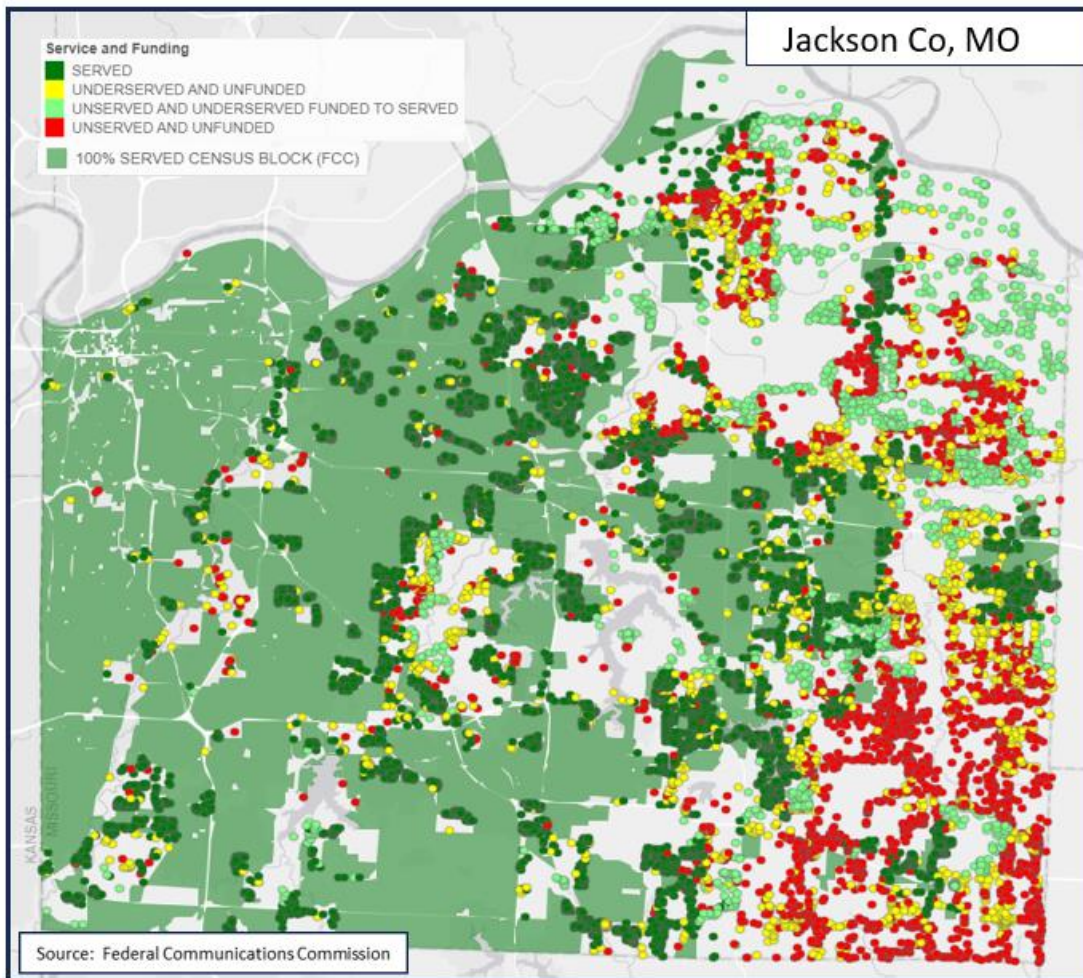 Jackson Co, MO
Service and Funding
SERVED
UNDERSERVED AND UNFUNDED
UNSERVED AND UNDERSERVED FUNDED TO SERVED
UNSERVED AND UNFUNDED
100% SERVED CENSUS BLOCK (FCC)
KANSAS
MISSOURI
Source: Federal Communications Commission